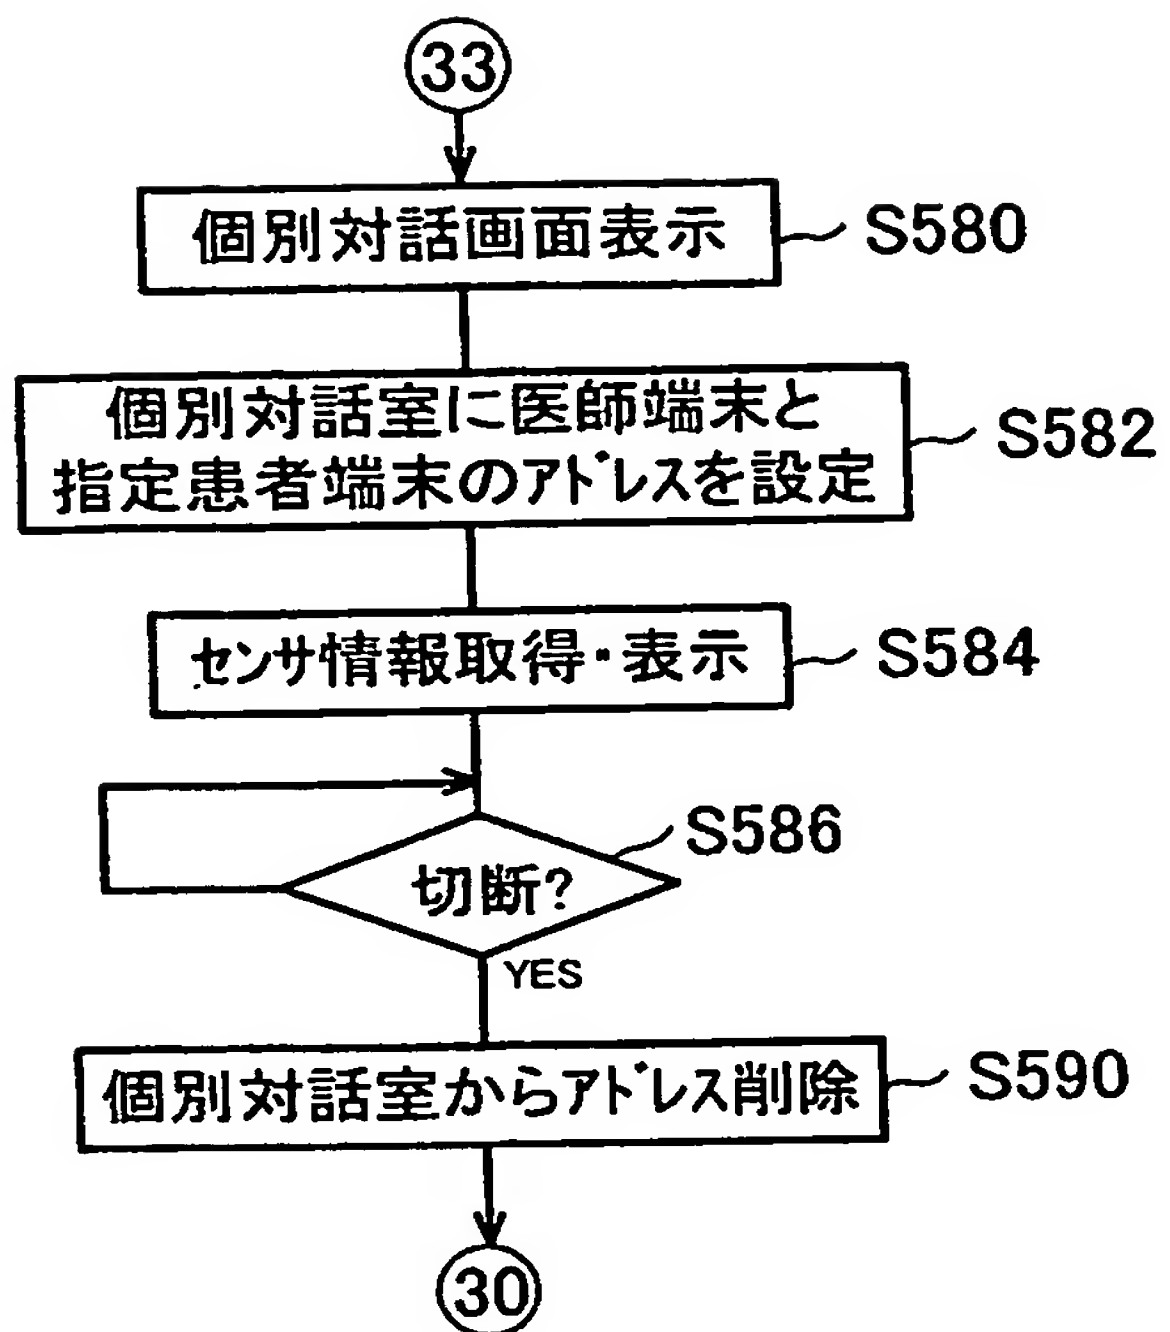 33
個別対話画面表示
S580
個別対話室に医師端末と
指定患者端末のアドレスを設定
S582
センサ情報取得・表示
S584
S586
切断?
YES
個別対話室からアドレス削除
S590
30